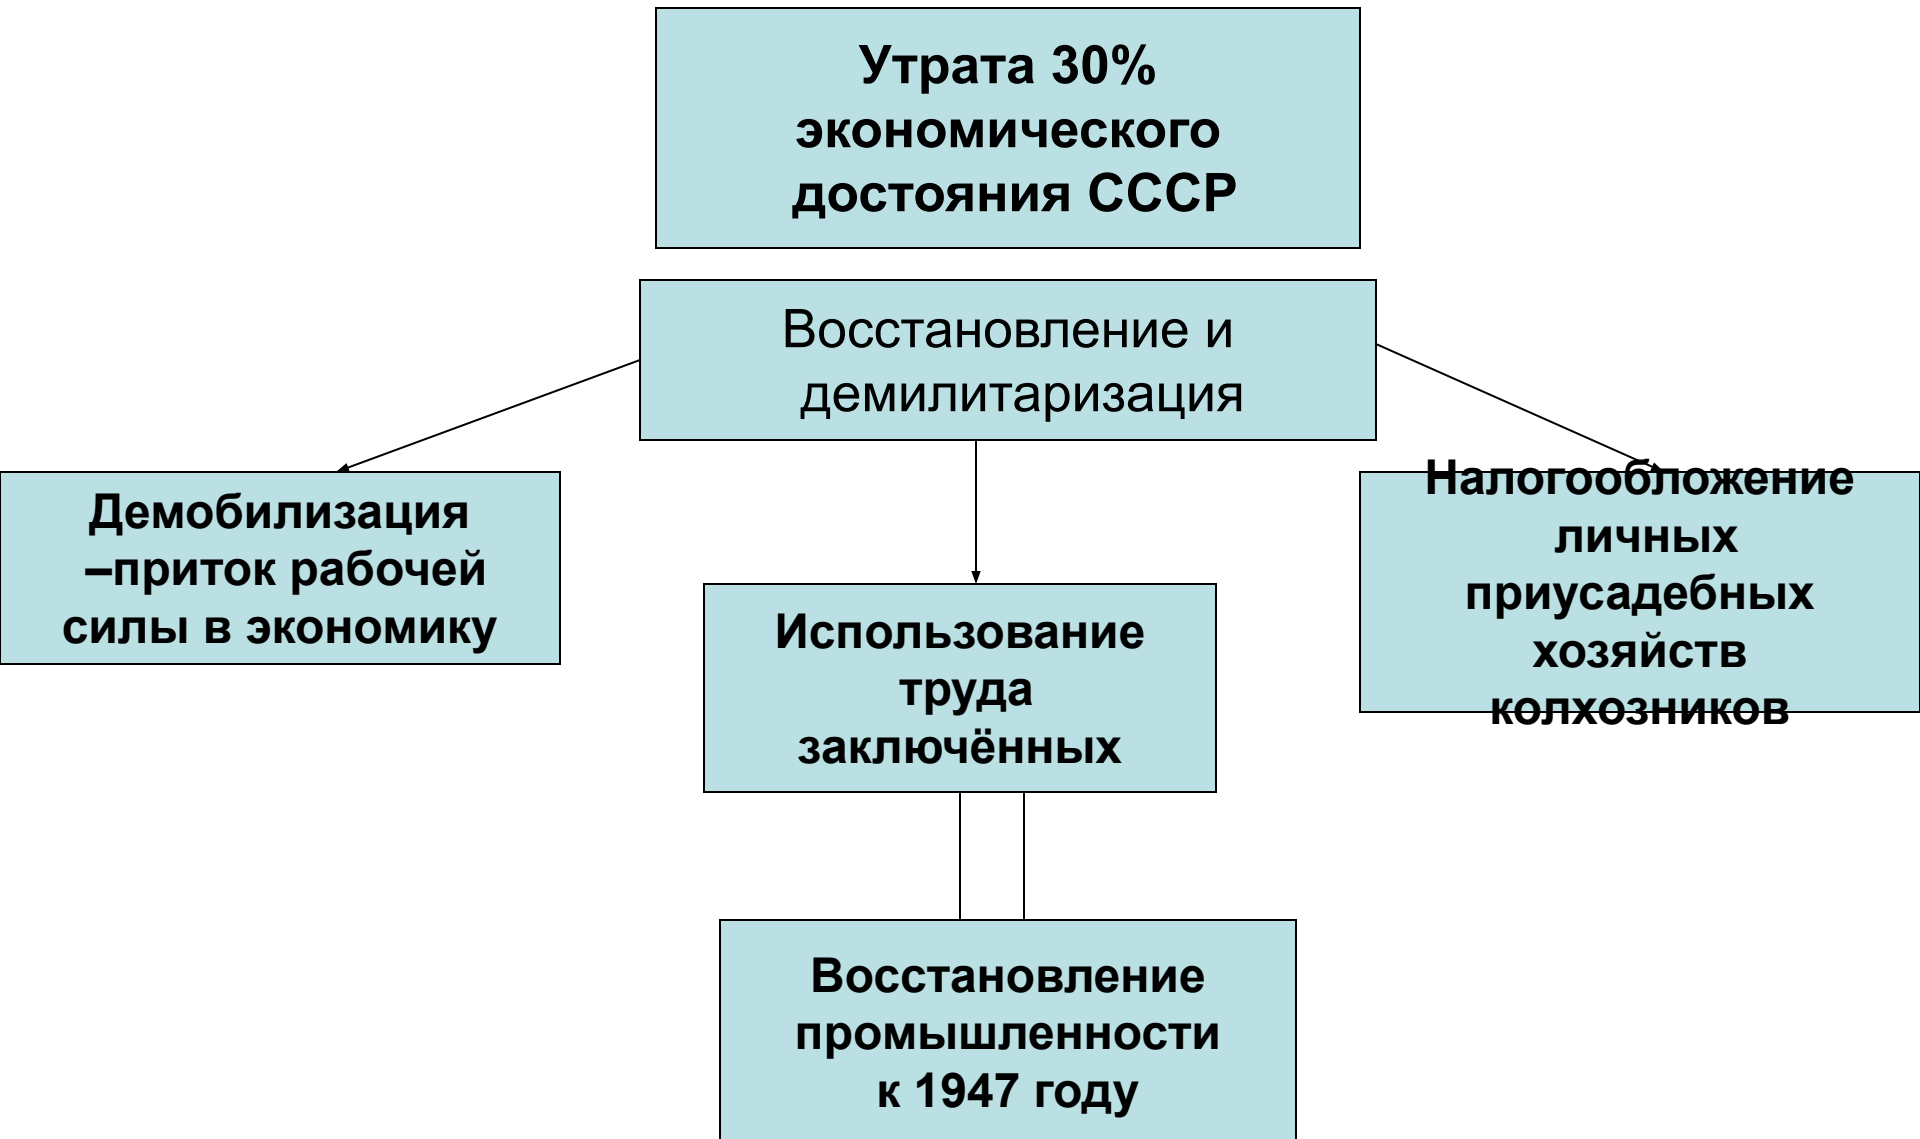 Утрата 30%
экономического
достояния СССР
Восстановление и
демилитаризация
Демобилизация
–приток рабочей
силы в экономику
Использование
труда
заключённых
Налогообложение
личных
приусадебных
хозяйств
колхозников
Восстановление
промышленности
к 1947 году